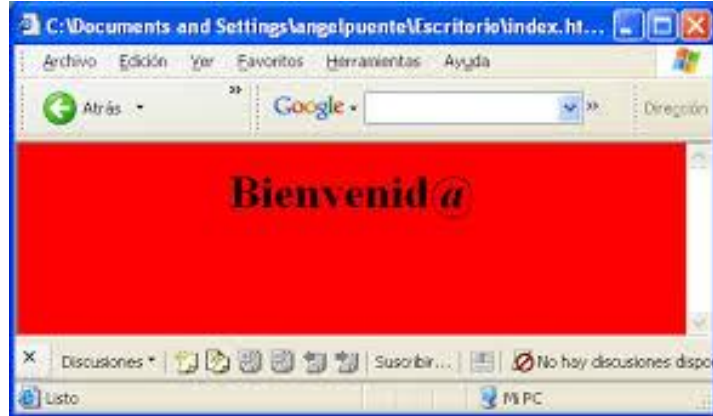 C:\Documents and Settings\angelpuente\Escritorio\index.ht...
Archivo Edición Ver Favoritos Herramientas Ayuda
Atrás » Google » Dirección
Bienvenid@
× Discusiones Suscribir... No hay discusiones dispo
Listo Mi PC